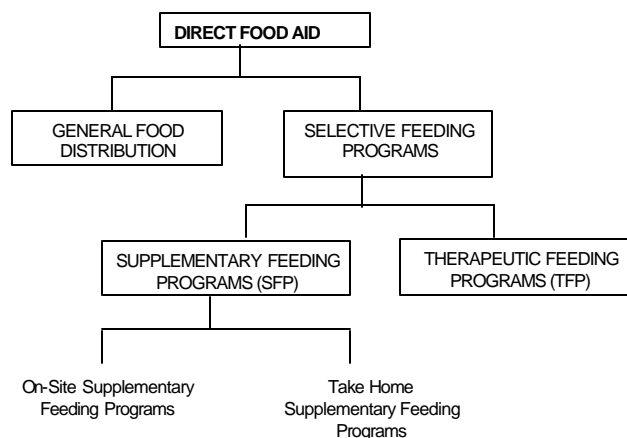 DIRECT FOOD AID
GENERAL FOOD
DISTRIBUTION
SELECTIVE FEEDING
PROGRAMS
SUPPLEMENTARY FEEDING
PROGRAMS (SFP)
THERAPEUTIC FEEDING
PROGRAMS (TFP)
On-Site Supplementary
Feeding Programs
Take Home
Supplementary Feeding
Programs